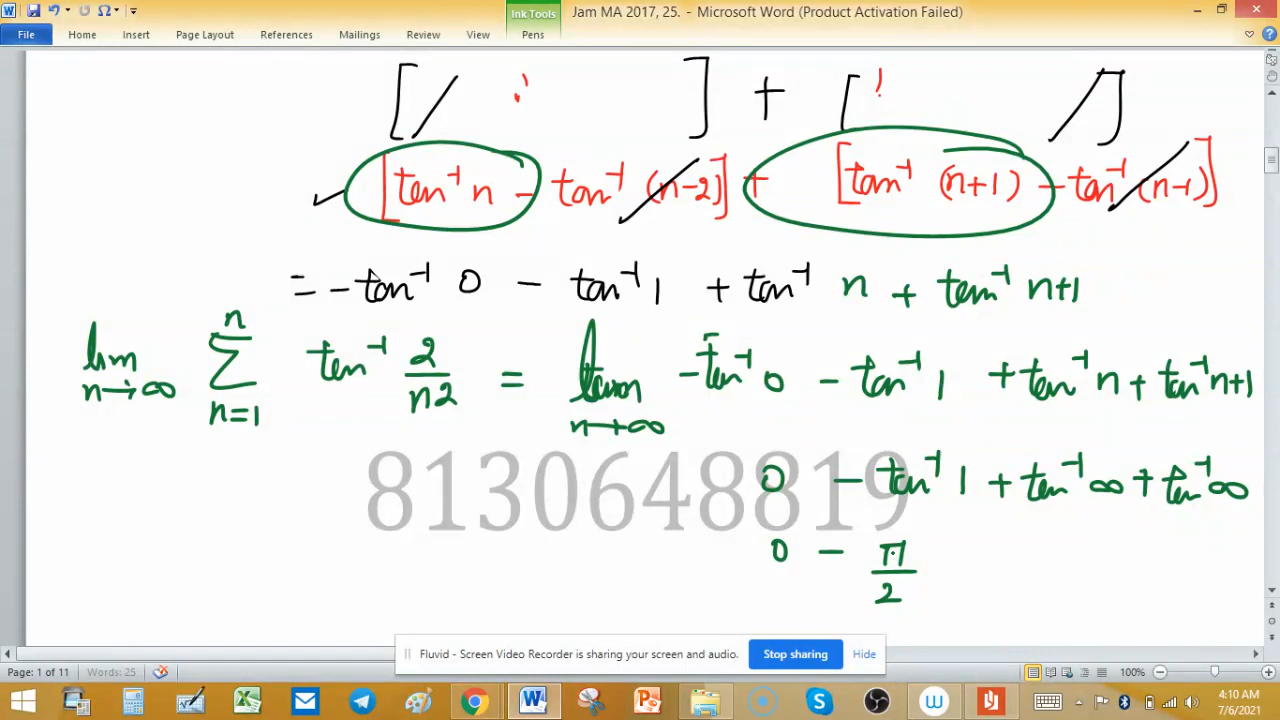 Jam MA 2017, 25. - Microsoft Word (Product Activation Failed)
Ink Tools
File Home Insert Page Layout References Mailings Review View Pens
[ ] + [ ]
[tan⁻¹ n - tan⁻¹ (n-2)] + [tan⁻¹ (n+1) - tan⁻¹ (n-1)]
= -tan⁻¹ 0 - tan⁻¹ 1 + tan⁻¹ n + tan⁻¹ n+1
lim n→∞ Σ n n=1 tan⁻¹ 2/n2 = lim n→∞ -tan⁻¹ 0 - tan⁻¹ 1 + tan⁻¹ n + tan⁻¹ n+1
0 - tan⁻¹ 1 + tan⁻¹ ∞ + tan⁻¹ ∞
8130648819
0 - π/2
Fluvid - Screen Video Recorder is sharing your screen and audio. Stop sharing Hide
Page: 1 of 11 Words: 25 100%
4:10 AM
7/6/2021